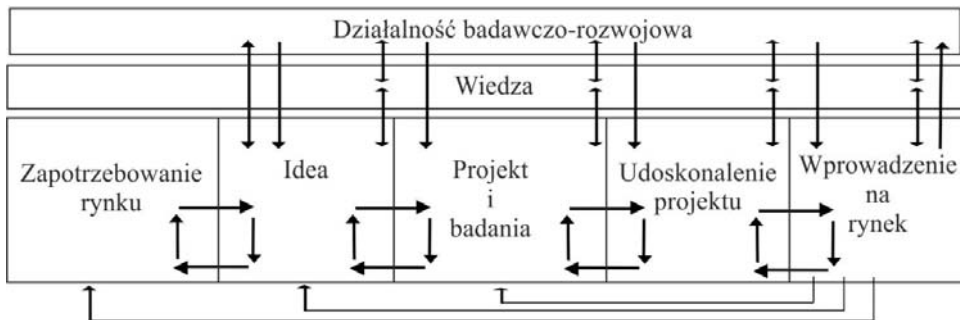 Działalność badawczo-rozwojowa
Wiedza
Zapotrzebowanie
rynku
Idea
Projekt
i
badania
Udoskonalenie
projektu
Wprowadzenie
na
rynek